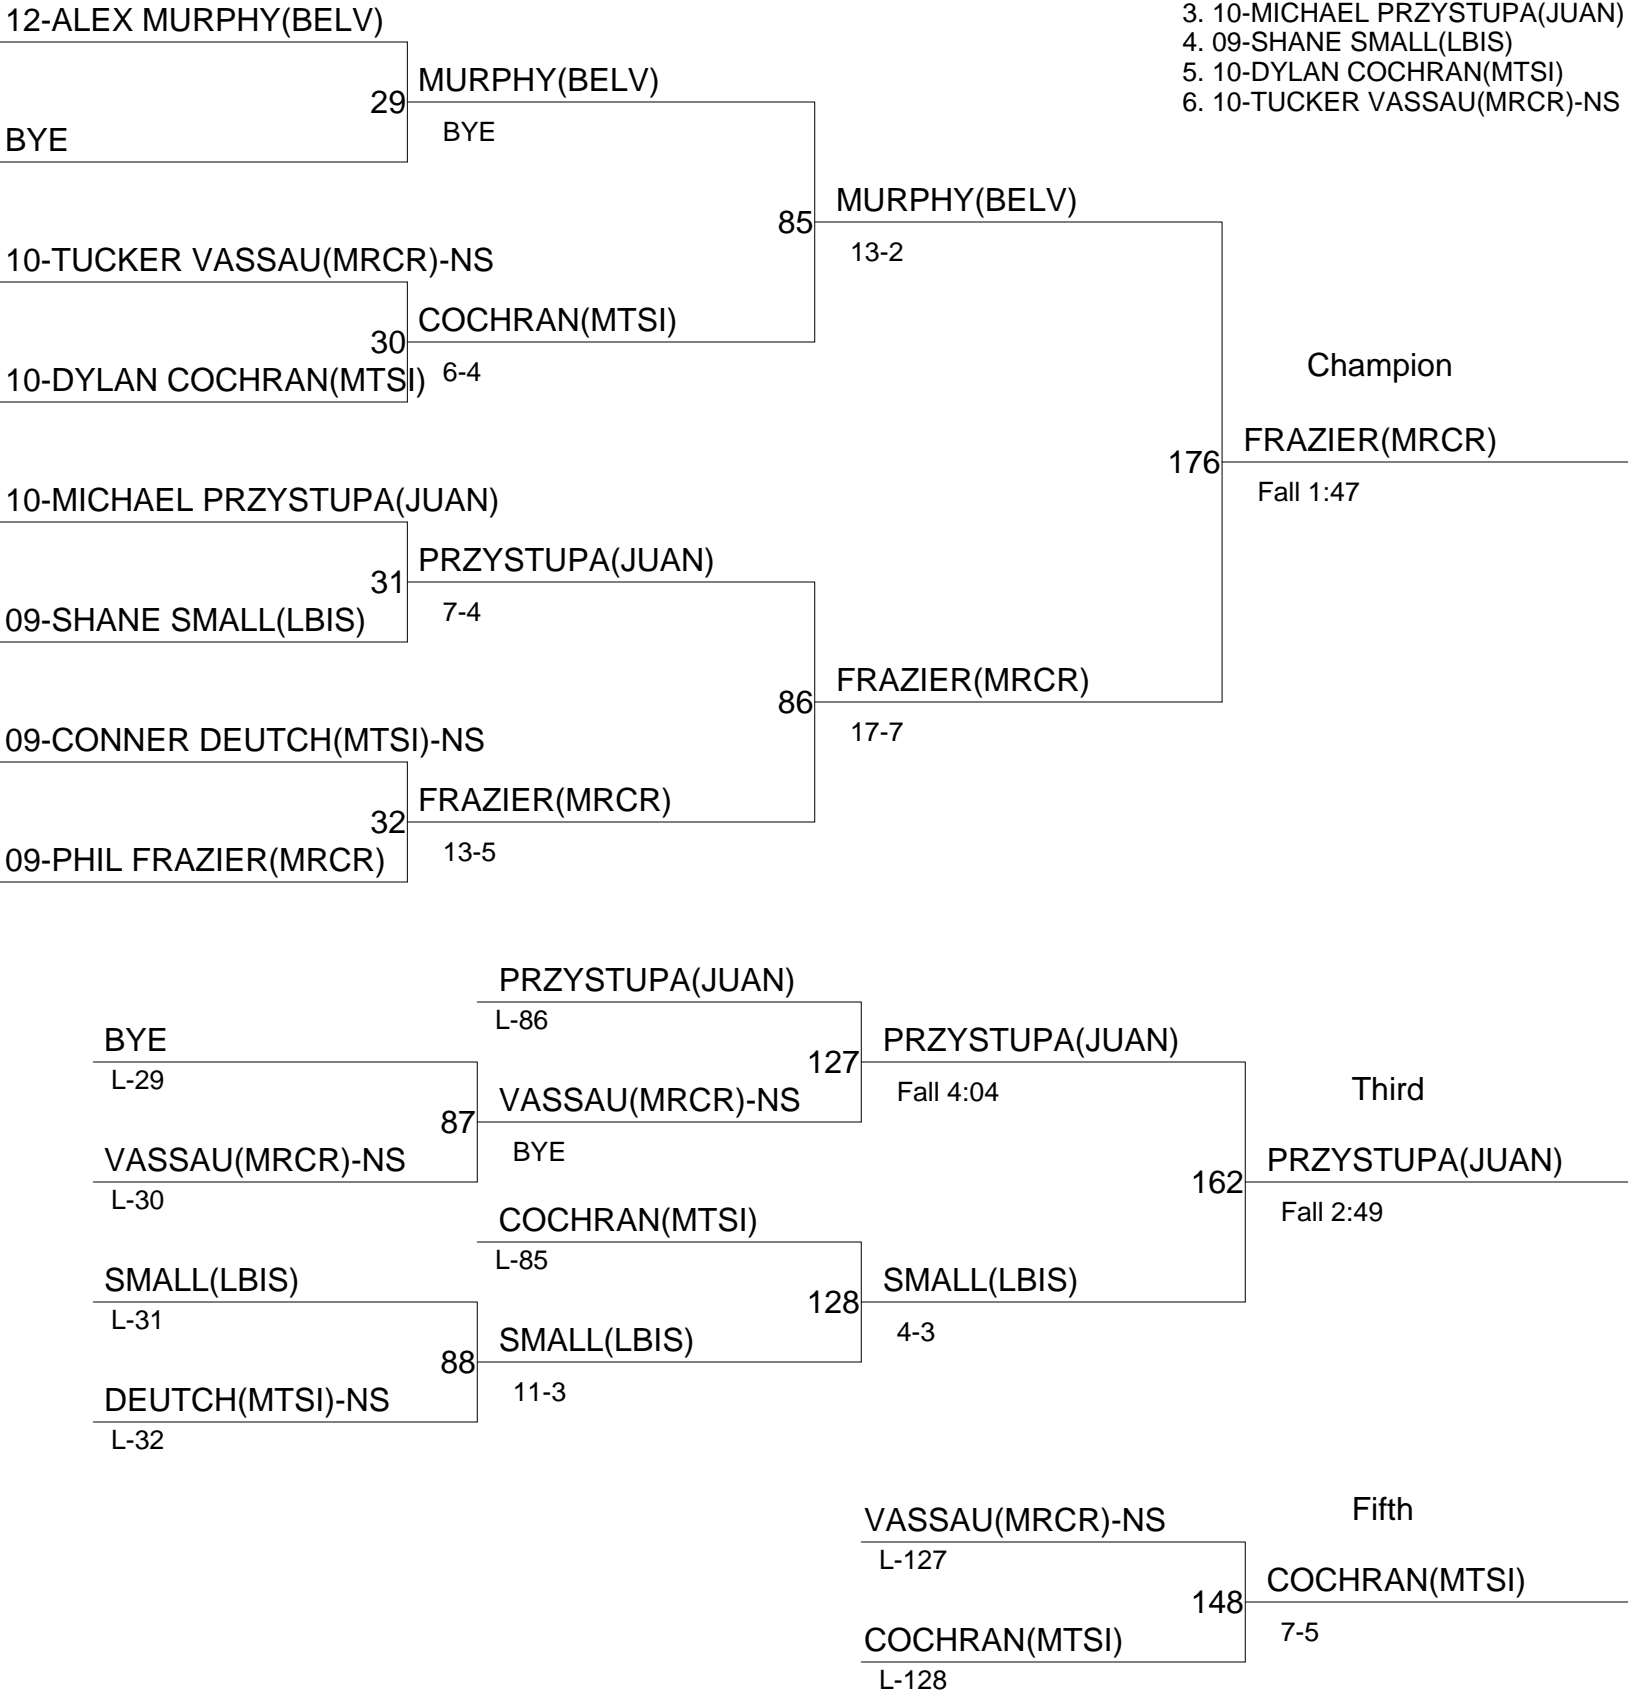 12-ALEX MURPHY(BELV)
3. 10-MICHAEL PRZYSTUPA(JUAN)
4. 09-SHANE SMALL(LBIS)
5. 10-DYLAN COCHRAN(MTSI)
6. 10-TUCKER VASSAU(MRCR)-NS
29
MURPHY(BELV)
BYE
BYE
10-TUCKER VASSAU(MRCR)-NS
30
COCHRAN(MTSI)
6-4
10-DYLAN COCHRAN(MTSI)
85
MURPHY(BELV)
13-2
10-MICHAEL PRZYSTUPA(JUAN)
31
PRZYSTUPA(JUAN)
7-4
09-SHANE SMALL(LBIS)
09-CONNER DEUTCH(MTSI)-NS
32
FRAZIER(MRCR)
13-5
09-PHIL FRAZIER(MRCR)
86
FRAZIER(MRCR)
17-7
Champion
176
FRAZIER(MRCR)
Fall 1:47
PRZYSTUPA(JUAN)
L-86
BYE
L-29
87
VASSAU(MRCR)-NS
BYE
VASSAU(MRCR)-NS
L-30
127
PRZYSTUPA(JUAN)
Fall 4:04
COCHRAN(MTSI)
L-85
SMALL(LBIS)
L-31
88
SMALL(LBIS)
11-3
DEUTCH(MTSI)-NS
L-32
128
SMALL(LBIS)
4-3
Third
162
PRZYSTUPA(JUAN)
Fall 2:49
VASSAU(MRCR)-NS
L-127
Fifth
148
COCHRAN(MTSI)
7-5
COCHRAN(MTSI)
L-128